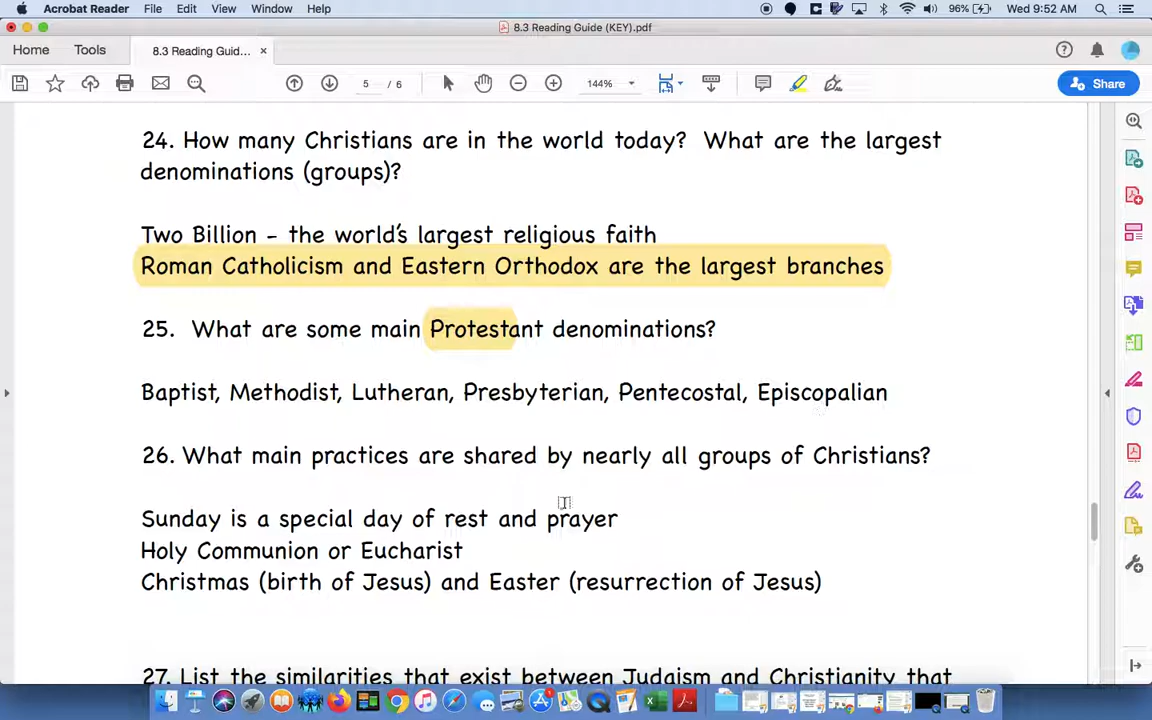 Acrobat Reader File Edit View Window Help 96% Wed 9:52 AM
8.3 Reading Guide (KEY).pdf
Home Tools 8.3 Reading Guid... ×
5 / 6 144% Share
24. How many Christians are in the world today? What are the largest
denominations (groups)?
Two Billion - the world's largest religious faith
Roman Catholicism and Eastern Orthodox are the largest branches
25. What are some main Protestant denominations?
Baptist, Methodist, Lutheran, Presbyterian, Pentecostal, Episcopalian
26. What main practices are shared by nearly all groups of Christians?
Sunday is a special day of rest and prayer
Holy Communion or Eucharist
Christmas (birth of Jesus) and Easter (resurrection of Jesus)
27. List the similarities that exist between Judaism and Christianity that